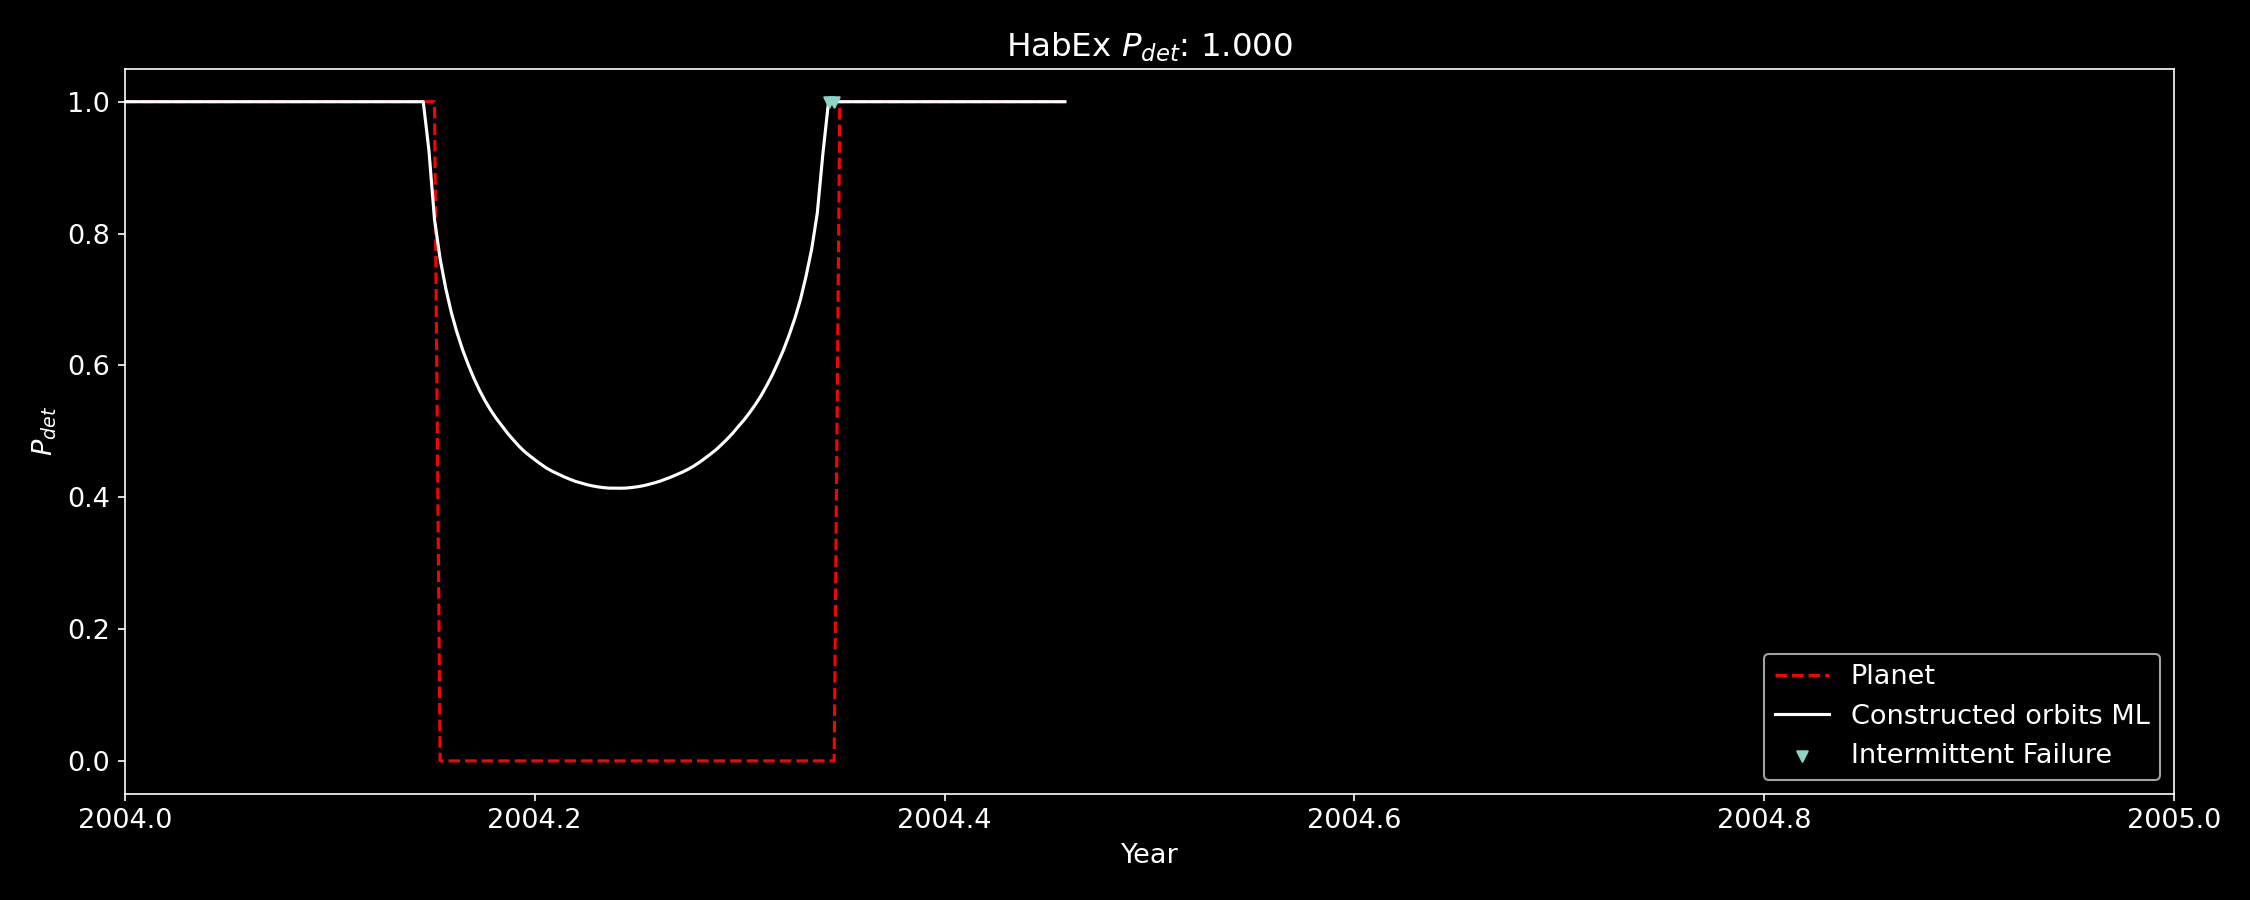 HabEx P_det: 1.000
1.0
0.8
0.6
0.4
0.2
0.0
P_det
2004.0 2004.2 2004.4 2004.6 2004.8 2005.0
Year
Planet
Constructed orbits ML
Intermittent Failure